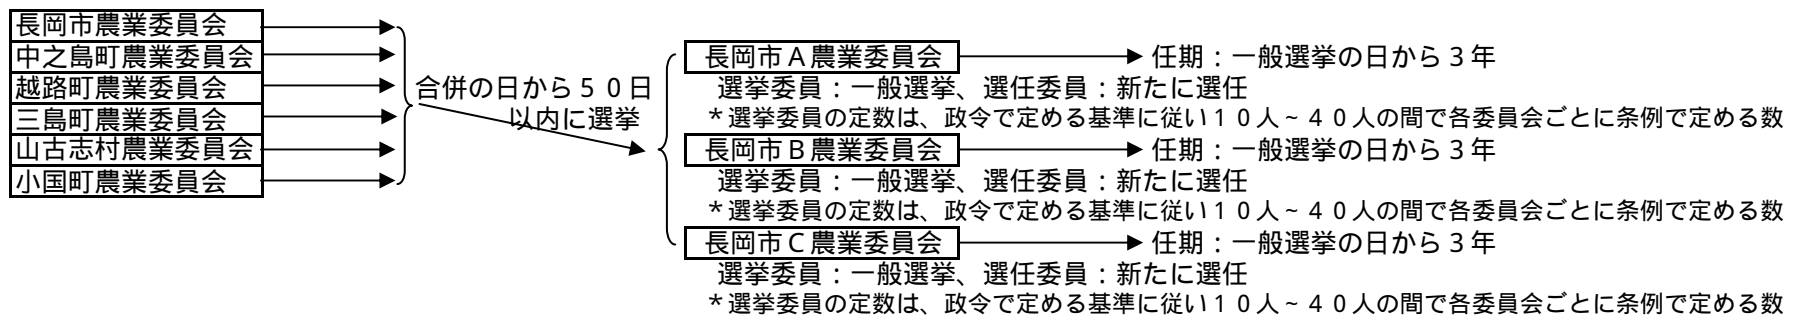 長岡市農業委員会
中之島町農業委員会
越路町農業委員会
三島町農業委員会
山古志村農業委員会
小国町農業委員会
合併の日から５０日
以内に選挙
長岡市Ａ農業委員会
任期：一般選挙の日から３年
選挙委員：一般選挙、選任委員：新たに選任
＊選挙委員の定数は、政令で定める基準に従い１０人～４０人の間で各委員会ごとに条例で定める数
長岡市Ｂ農業委員会
任期：一般選挙の日から３年
選挙委員：一般選挙、選任委員：新たに選任
＊選挙委員の定数は、政令で定める基準に従い１０人～４０人の間で各委員会ごとに条例で定める数
長岡市Ｃ農業委員会
任期：一般選挙の日から３年
選挙委員：一般選挙、選任委員：新たに選任
＊選挙委員の定数は、政令で定める基準に従い１０人～４０人の間で各委員会ごとに条例で定める数